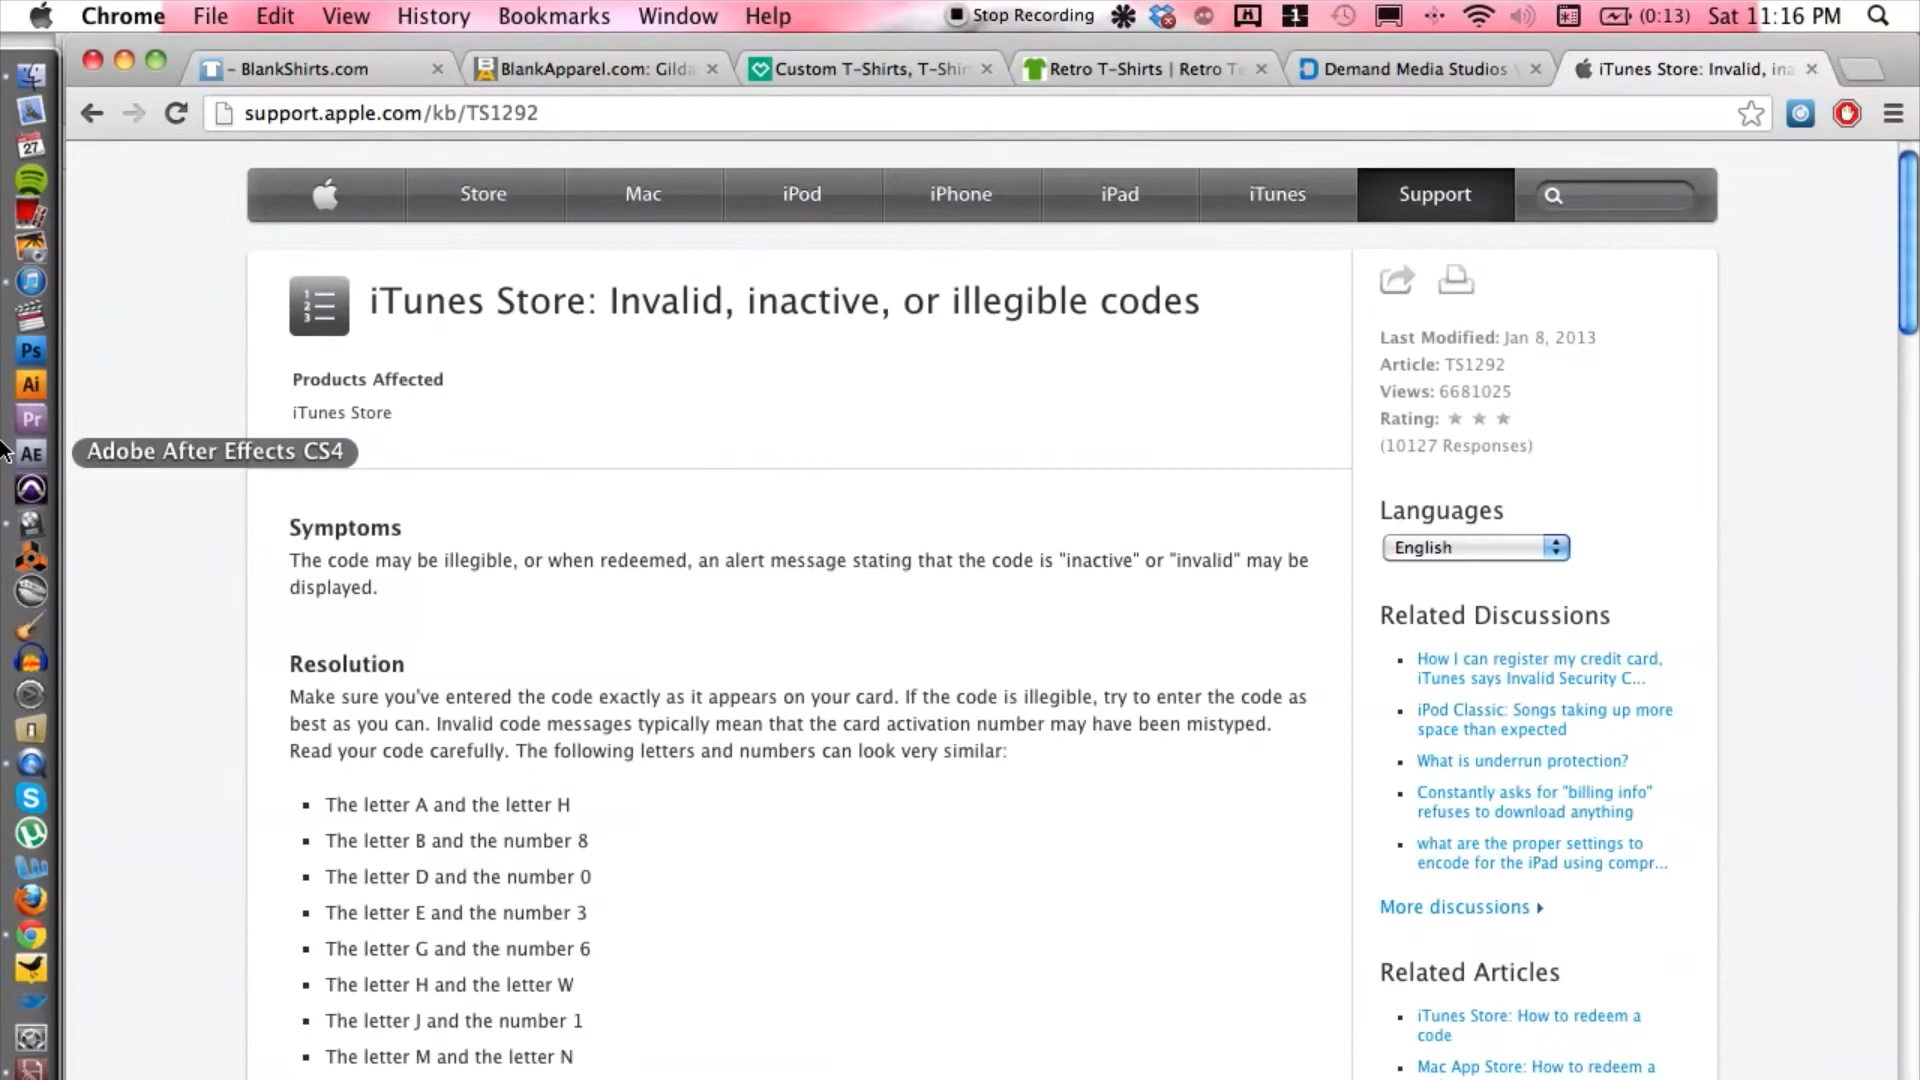 Chrome File Edit View History Bookmarks Window Help Stop Recording (0:13) Sat 11:16 PM
– BlankShirts.com BlankApparel.com: Gilda Custom T-Shirts, T-Shir Retro T-Shirts | Retro T Demand Media Studios iTunes Store: Invalid, ina
support.apple.com/kb/TS1292
Store Mac iPod iPhone iPad iTunes Support
iTunes Store: Invalid, inactive, or illegible codes
Products Affected
iTunes Store
Adobe After Effects CS4
27
Ps
Ai
Pr
AE
Symptoms
The code may be illegible, or when redeemed, an alert message stating that the code is "inactive" or "invalid" may be
displayed.
Resolution
Make sure you've entered the code exactly as it appears on your card. If the code is illegible, try to enter the code as
best as you can. Invalid code messages typically mean that the card activation number may have been mistyped.
Read your code carefully. The following letters and numbers can look very similar:
The letter A and the letter H
The letter B and the number 8
The letter D and the number 0
The letter E and the number 3
The letter G and the number 6
The letter H and the letter W
The letter J and the number 1
The letter M and the letter N
Last Modified: Jan 8, 2013
Article: TS1292
Views: 6681025
Rating: ★ ★ ★
(10127 Responses)
Languages
English
Related Discussions
How I can register my credit card,
iTunes says Invalid Security C...
iPod Classic: Songs taking up more
space than expected
What is underrun protection?
Constantly asks for "billing info"
refuses to download anything
what are the proper settings to
encode for the iPad using compr...
More discussions
Related Articles
iTunes Store: How to redeem a
code
Mac App Store: How to redeem a